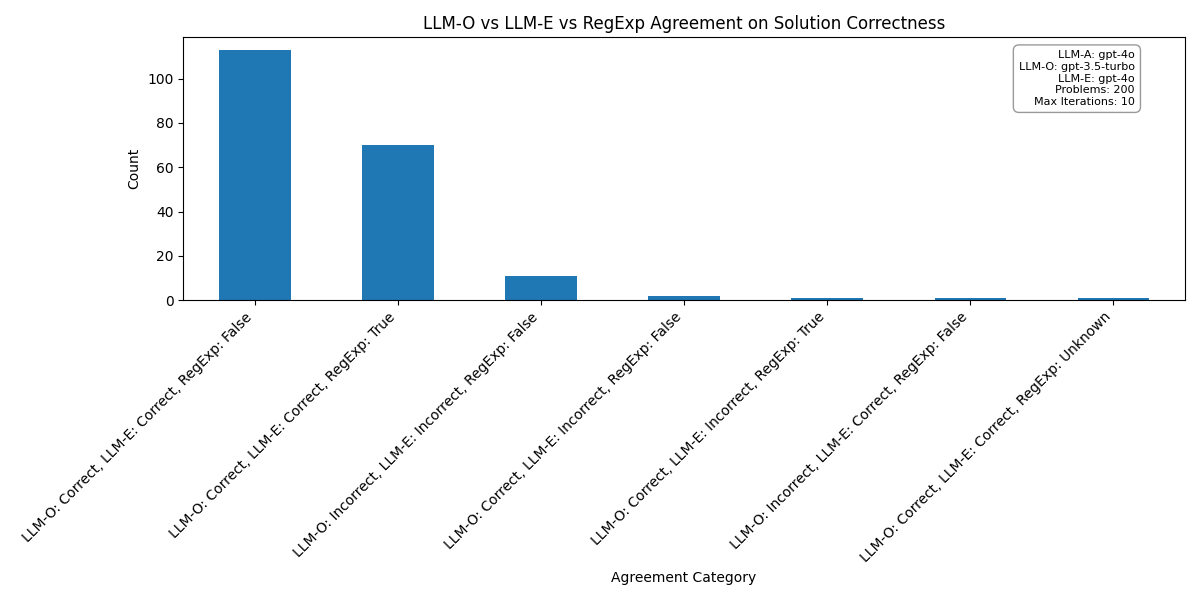 LLM-O vs LLM-E vs RegExp Agreement on Solution Correctness
LLM-A: gpt-4o
LLM-O: gpt-3.5-turbo
LLM-E: gpt-4o
Problems: 200
Max Iterations: 10
Count
100
80
60
40
20
0
LLM-O: Correct, LLM-E: Correct, RegExp: False
LLM-O: Correct, LLM-E: Correct, RegExp: True
LLM-O: Incorrect, LLM-E: Incorrect, RegExp: False
LLM-O: Correct, LLM-E: Incorrect, RegExp: False
LLM-O: Correct, LLM-E: Incorrect, RegExp: True
LLM-O: Incorrect, LLM-E: Correct, RegExp: False
LLM-O: Correct, LLM-E: Correct, RegExp: Unknown
Agreement Category